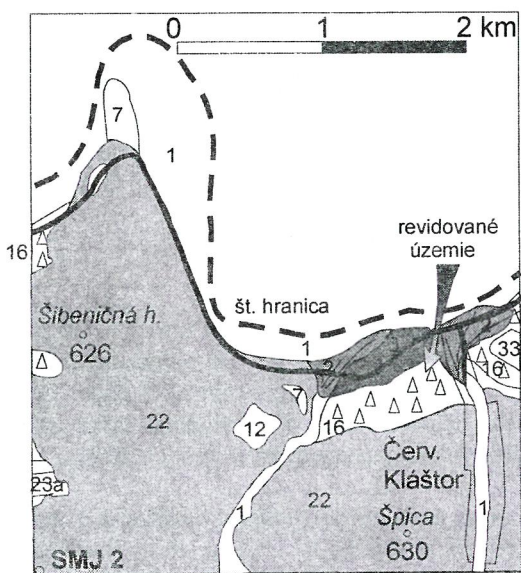 0 1 2 km
7
1
revidované
územie
16
Šibeničná h.
626
št. hranica
1
2
33
16
7
22
12
16
Červ.
Kláštor
23a
22
1
1
Špica
630
SMJ 2